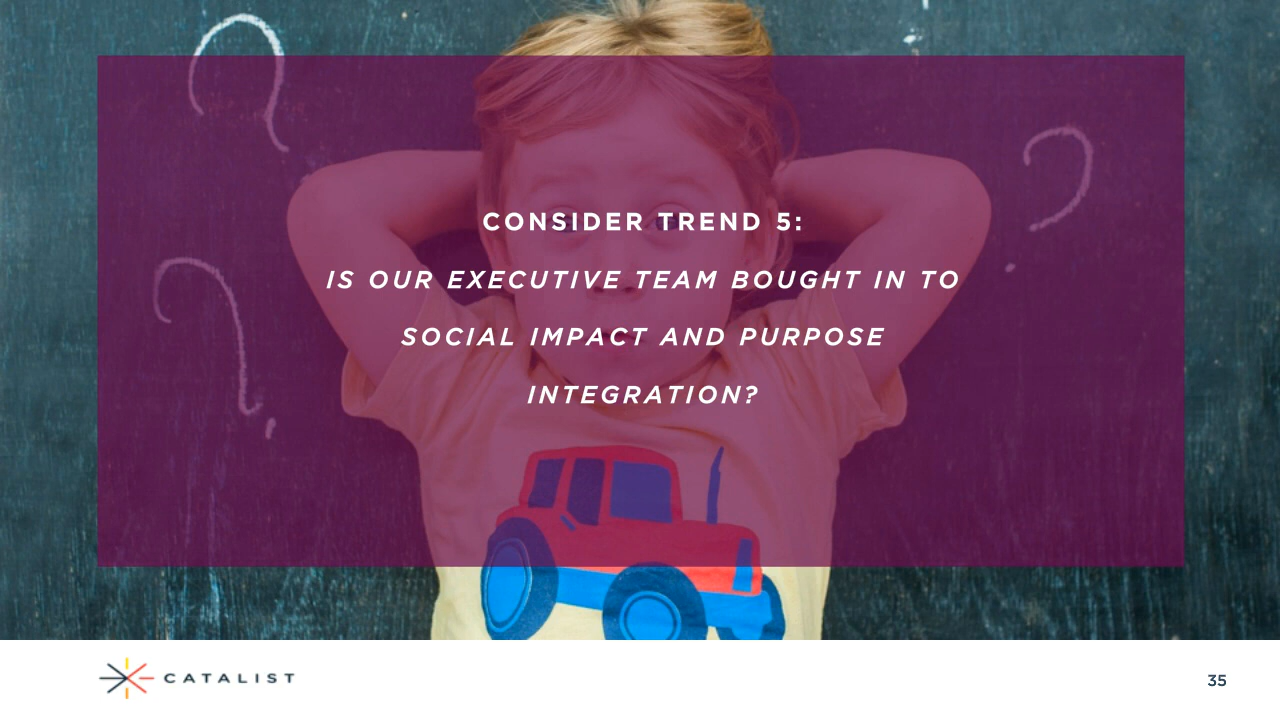 CONSIDER TREND 5:
IS OUR EXECUTIVE TEAM BOUGHT IN TO
SOCIAL IMPACT AND PURPOSE
INTEGRATION?
CATALIST
35